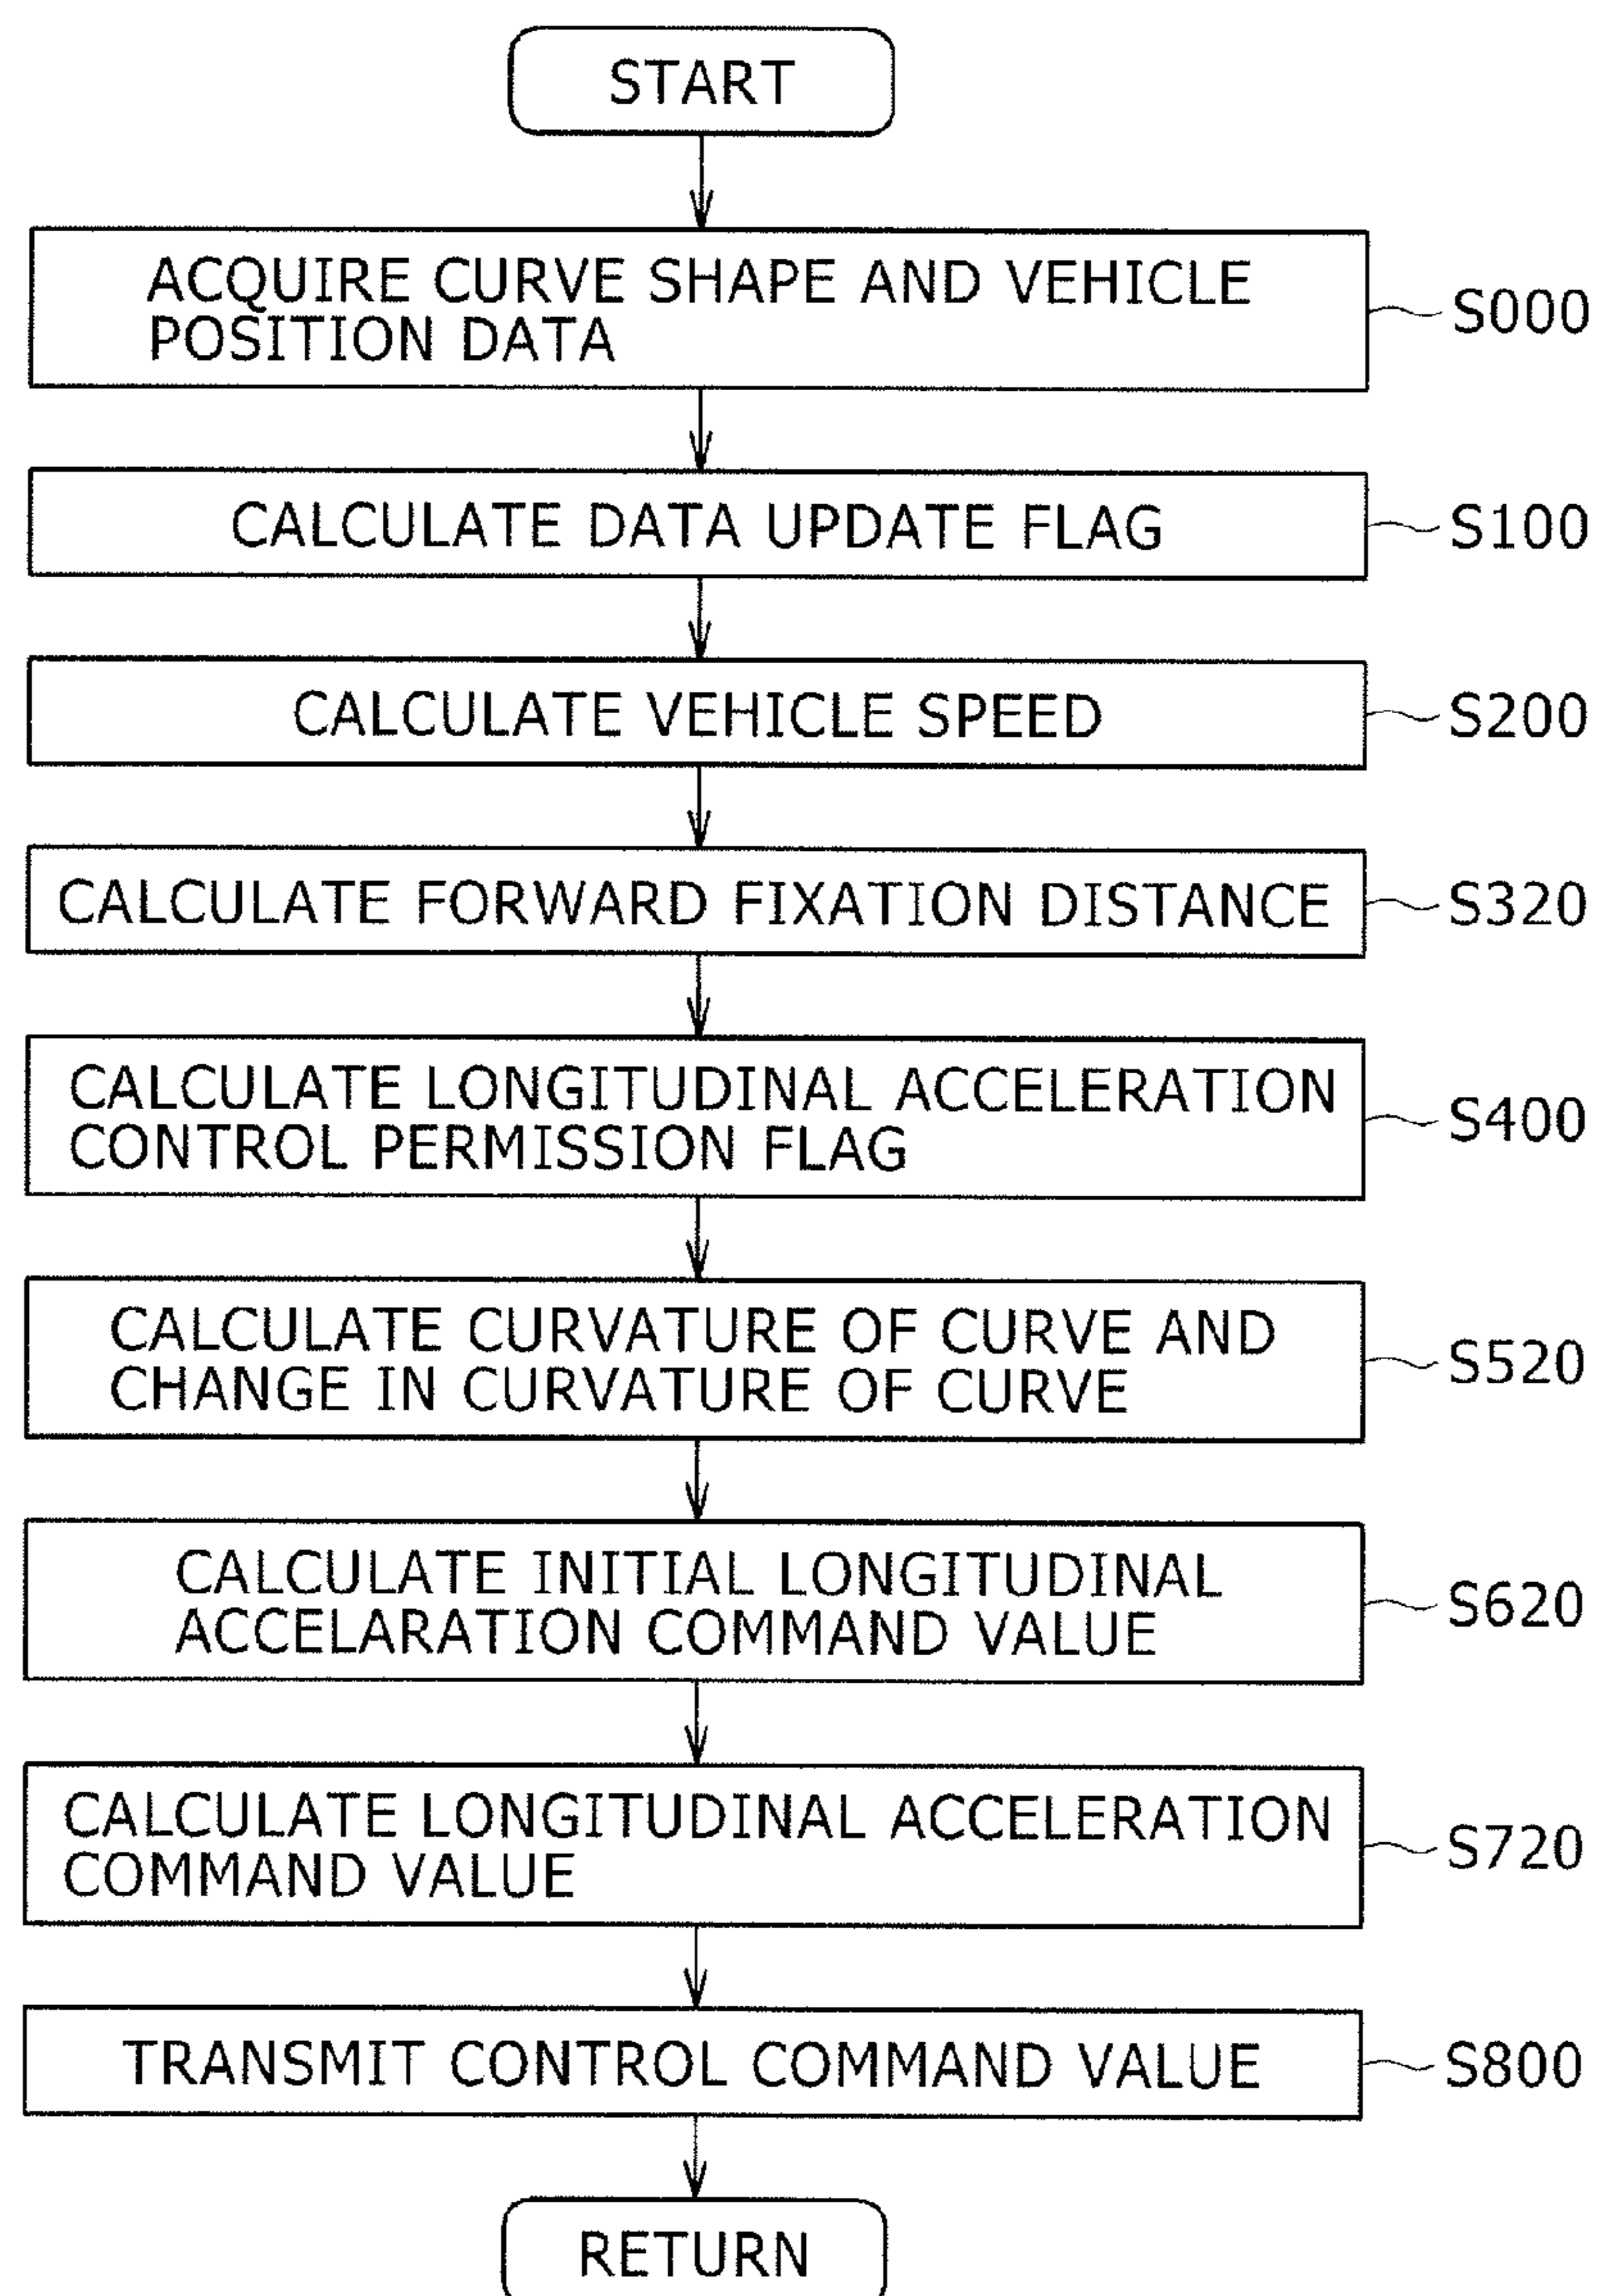 START
ACQUIRE CURVE SHAPE AND VEHICLE
POSITION DATA
S000
CALCULATE DATA UPDATE FLAG
S100
CALCULATE VEHICLE SPEED
S200
CALCULATE FORWARD FIXATION DISTANCE
S320
CALCULATE LONGITUDINAL ACCELERATION
CONTROL PERMISSION FLAG
S400
CALCULATE CURVATURE OF CURVE AND
CHANGE IN CURVATURE OF CURVE
S520
CALCULATE INITIAL LONGITUDINAL
ACCELARATION COMMAND VALUE
S620
CALCULATE LONGITUDINAL ACCELERATION
COMMAND VALUE
S720
TRANSMIT CONTROL COMMAND VALUE
S800
RETURN